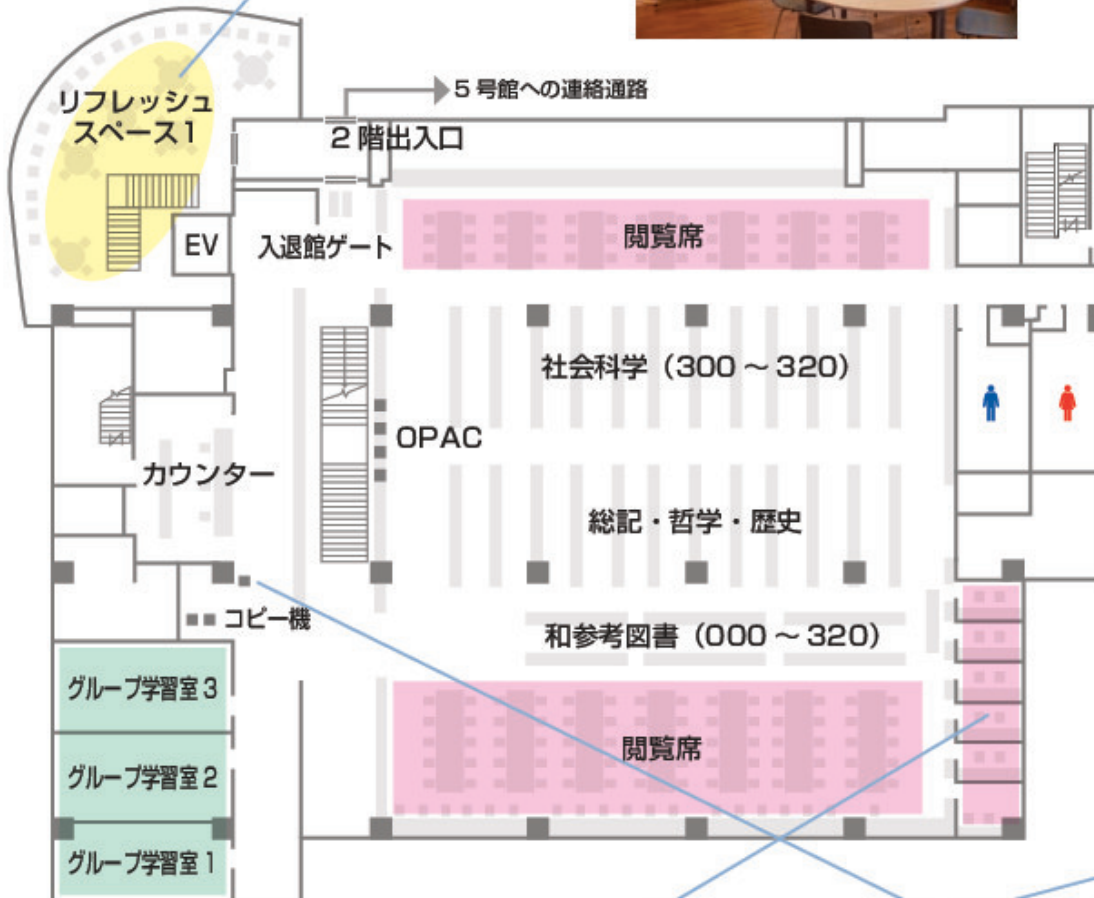 5号館への連絡通路
リフレッシュ
スペース1
2階出入口
EV
入退館ゲート
閲覧席
社会科学(300～320)
OPAC
カウンター
総記・哲学・歴史
コピー機
和参考図書(000～320)
グループ学習室3
閲覧席
グループ学習室2
グループ学習室1